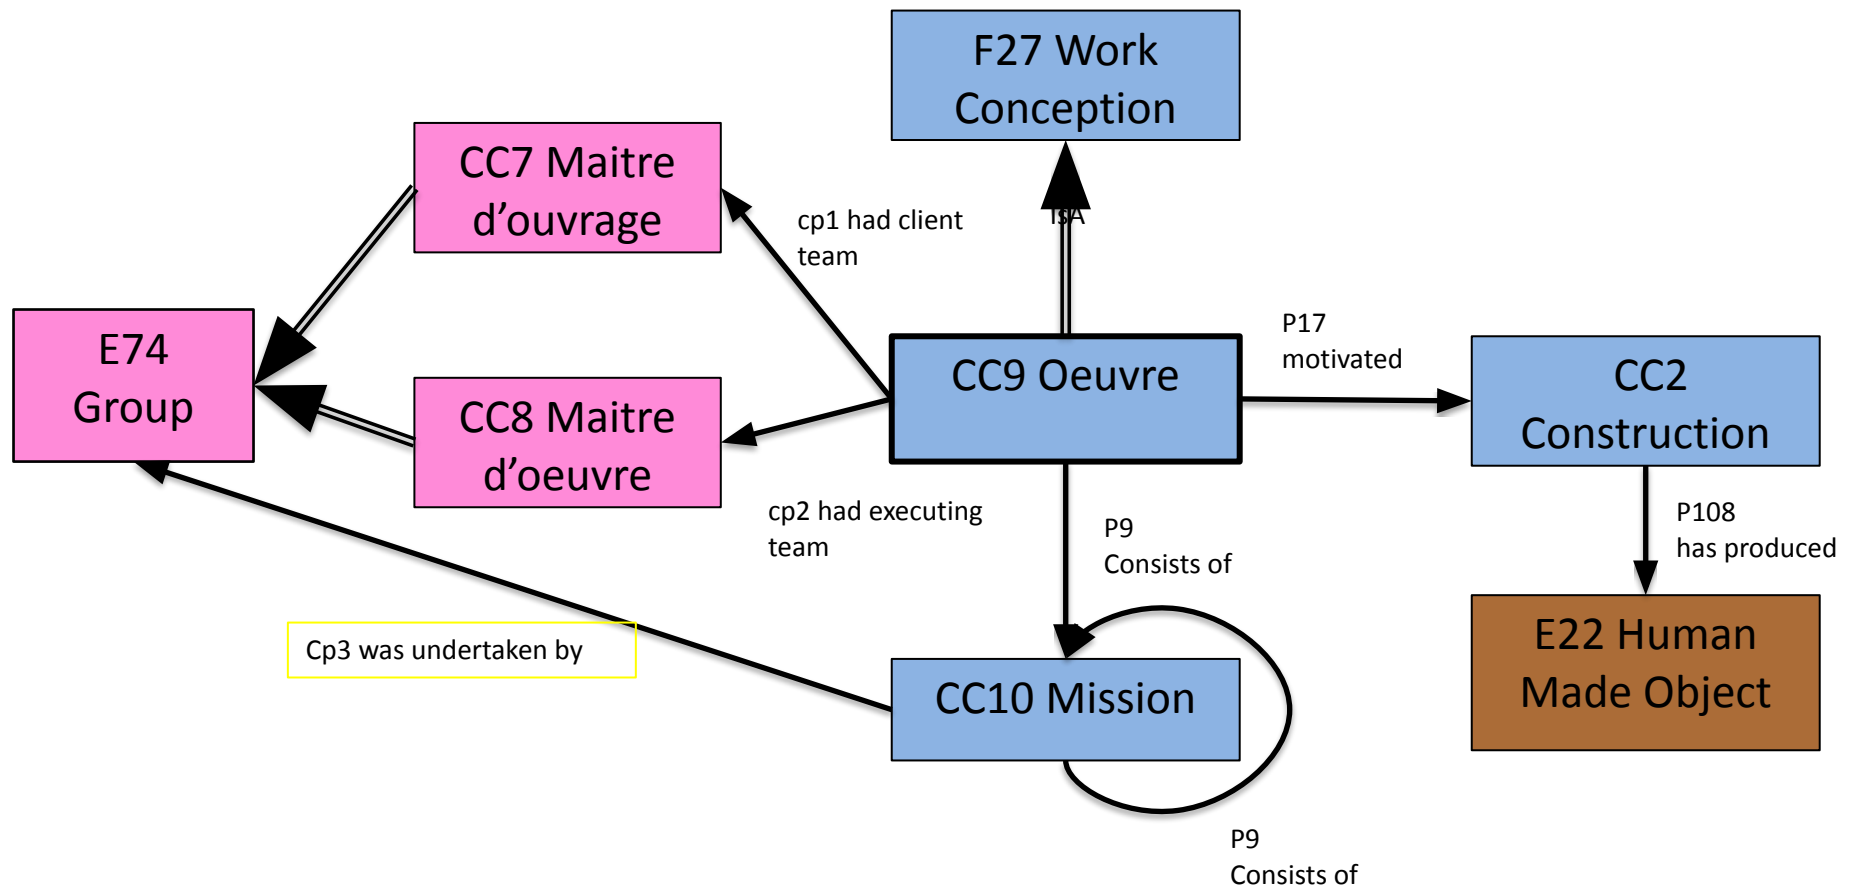 F27 Work
Conception
CC7 Maitre
d'ouvrage
cp1 had client
team
IsA
E74
Group
P17
motivated
CC9 Oeuvre
CC2
Construction
CC8 Maitre
d'oeuvre
cp2 had executing
team
P9
Consists of
P108
has produced
Cp3 was undertaken by
CC10 Mission
E22 Human
Made Object
P9
Consists of